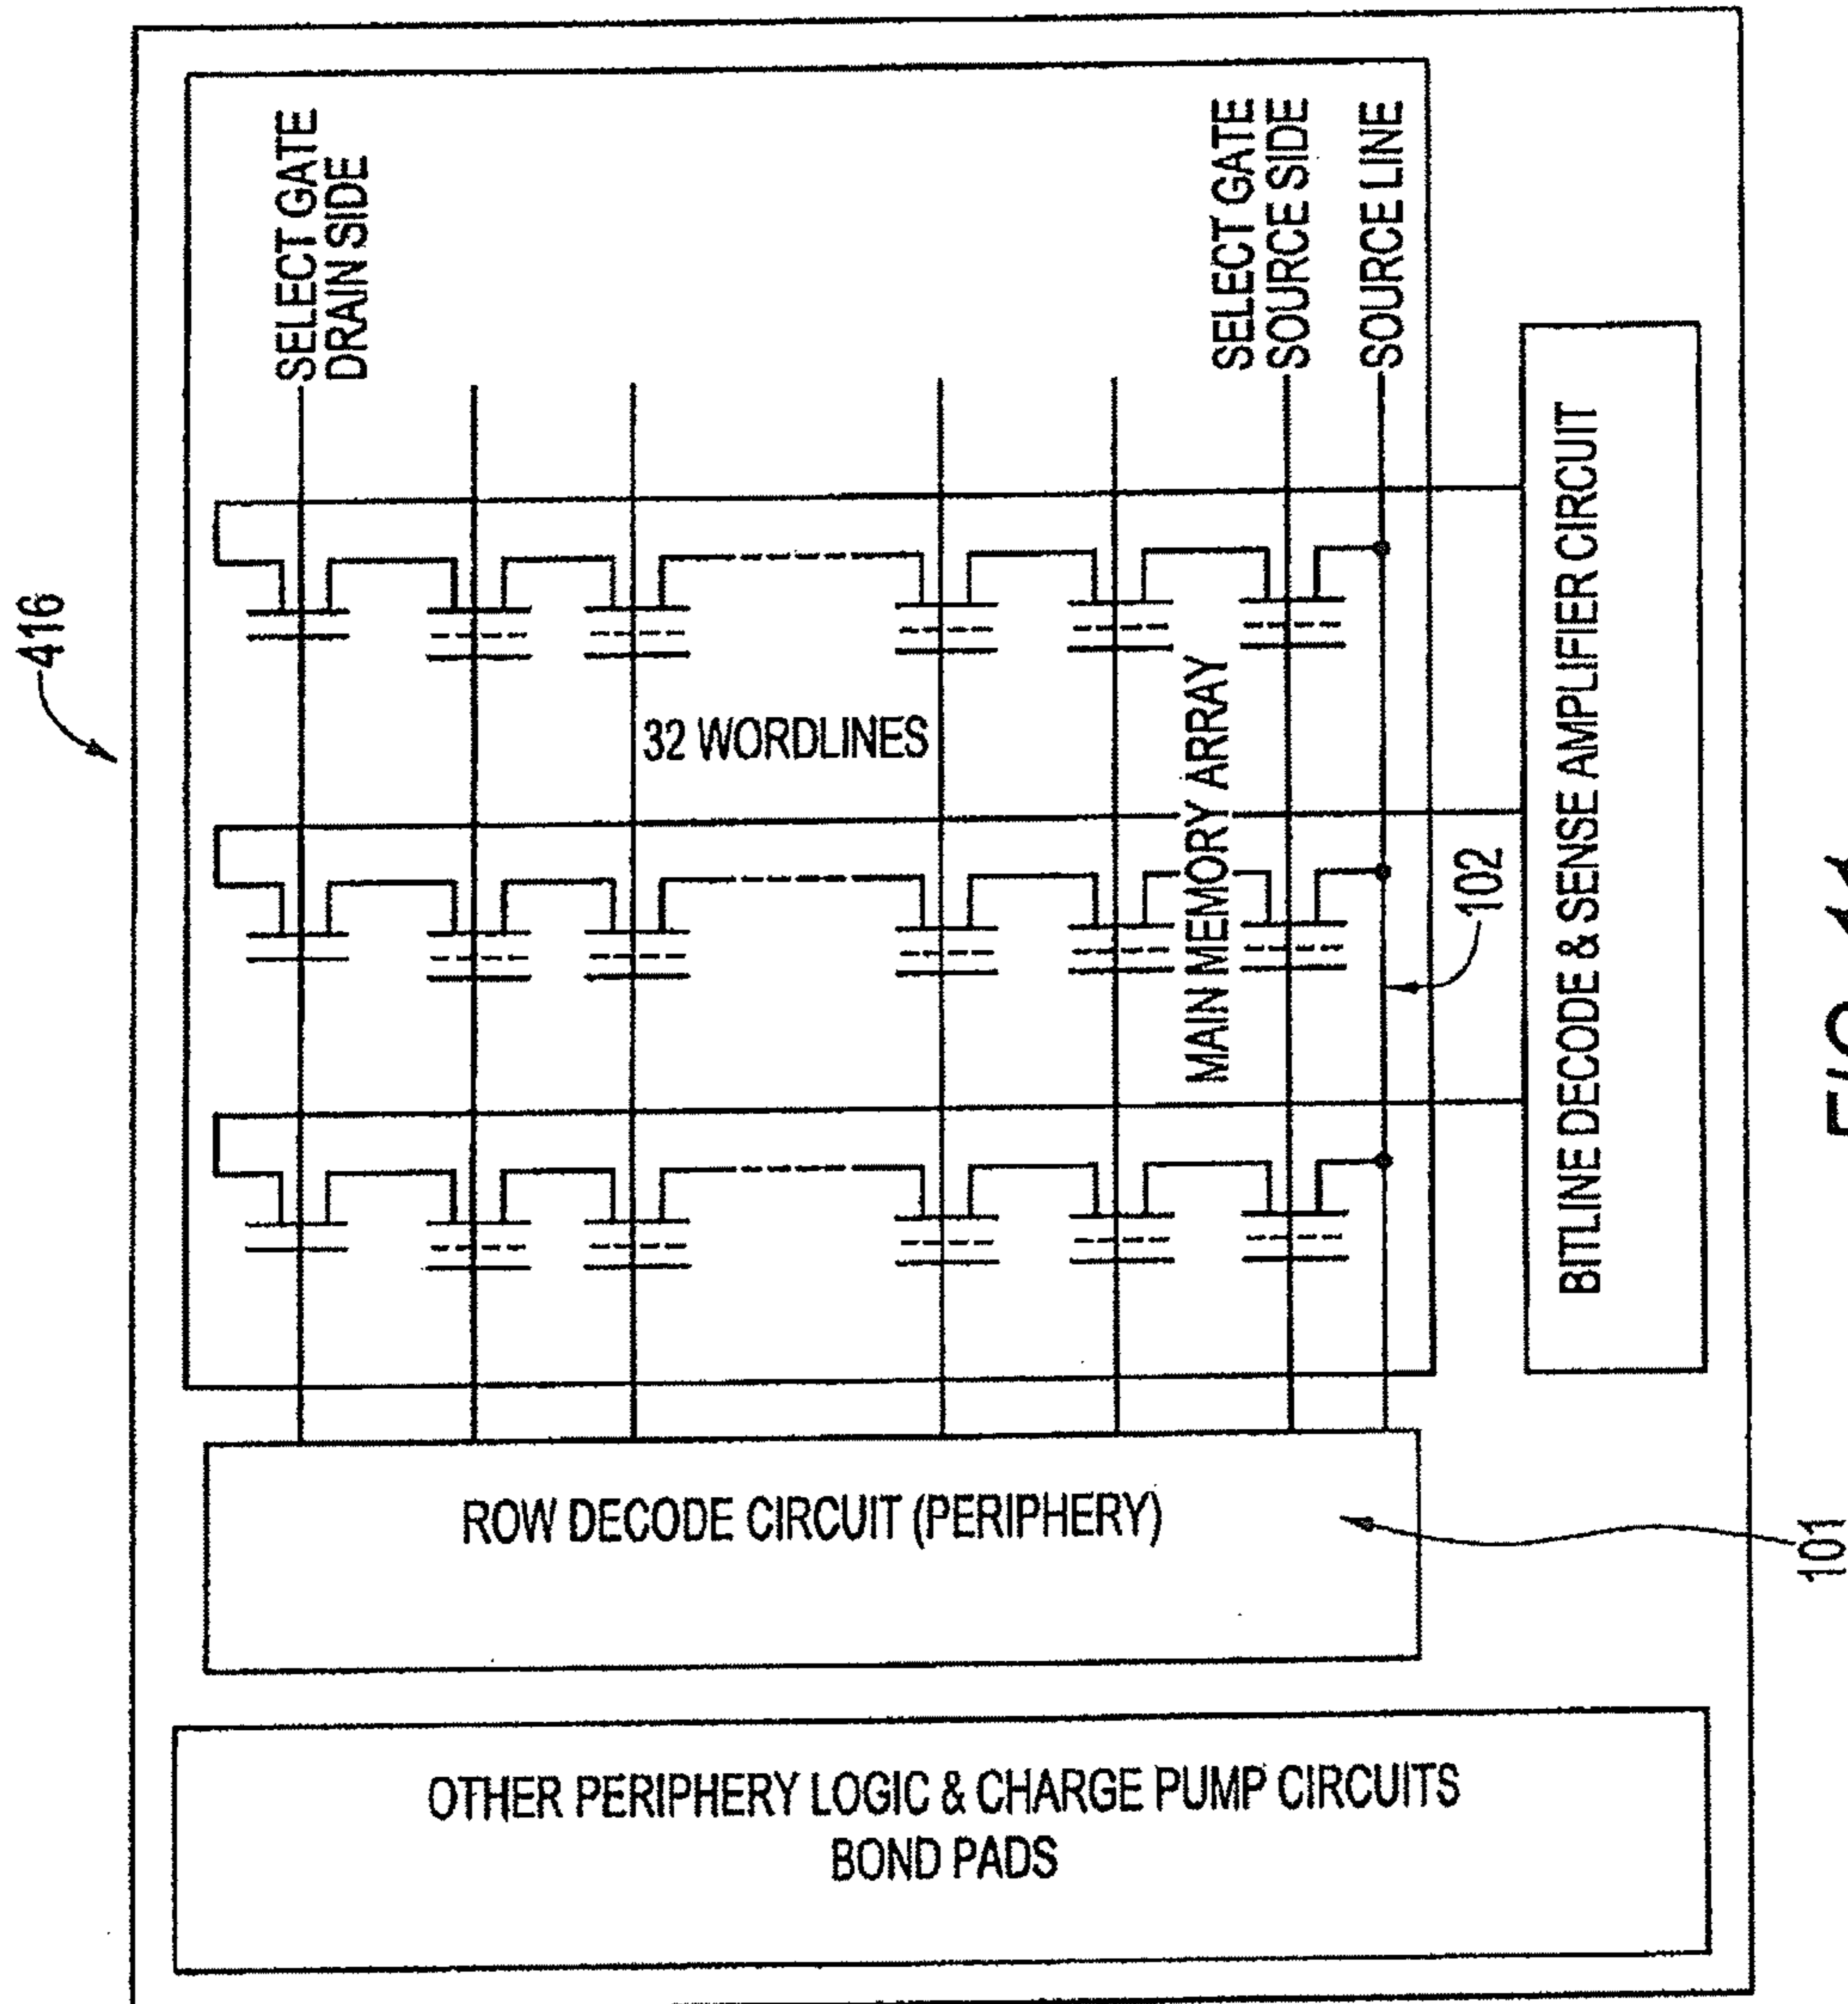 416
SELECT GATE
DRAIN SIDE
32 WORDLINES
MAIN MEMORY ARRAY
SELECT GATE
SOURCE SIDE
SOURCE LINE
102
BITLINE DECODE & SENSE AMPLIFIER CIRCUIT
ROW DECODE CIRCUIT (PERIPHERY)
101
OTHER PERIPHERY LOGIC & CHARGE PUMP CIRCUITS
BOND PADS
FIG.